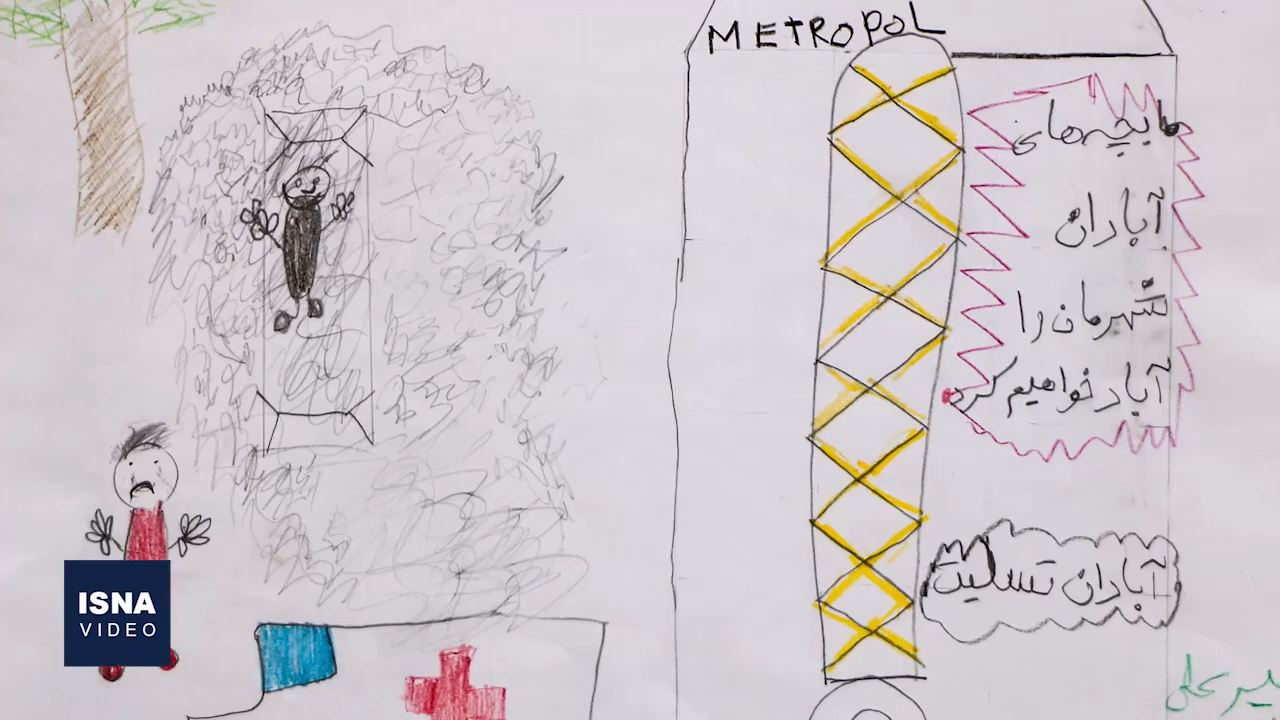 METROPOL
ما بچه‌های
آبادان
شهرمان را
آباد خواهیم کرد
آبادان تسلیت
ISNA
VIDEO